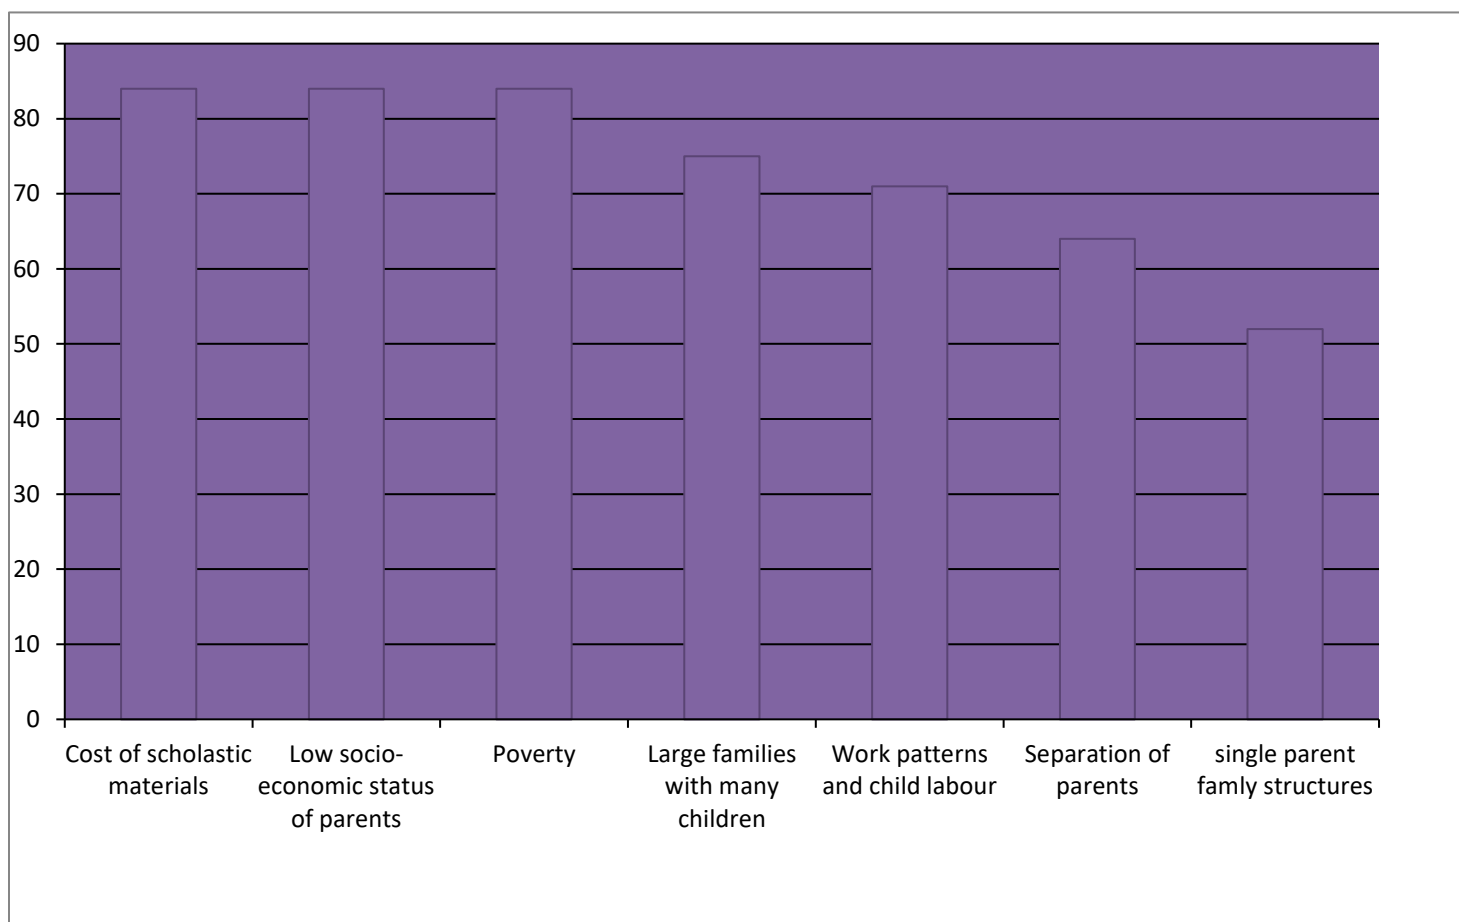 90
80
70
60
50
40
30
20
10
0
Cost of scholastic
materials
Low socio-
economic status
of parents
Poverty
Large families
with many
children
Work patterns
and child labour
Separation of
parents
single parent
famly structures